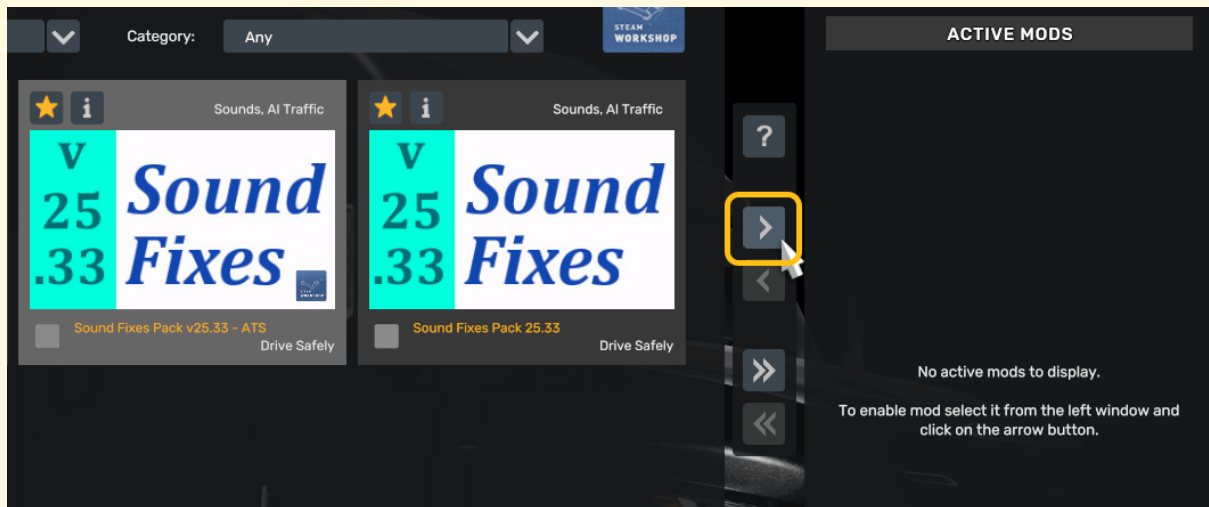 Category:
Any
STEAM
WORKSHOP
ACTIVE MODS
i
Sounds, AI Traffic
V
25
.33
Sound
Fixes
Sound Fixes Pack v25.33 - ATS
Drive Safely
i
Sounds, AI Traffic
V
25
.33
Sound
Fixes
Sound Fixes Pack 25.33
Drive Safely
?
No active mods to display.
To enable mod select it from the left window and
click on the arrow button.